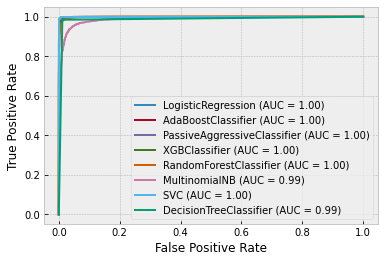 1.0
0.8
0.6
0.4
0.2
0.0
True Positive Rate
LogisticRegression (AUC = 1.00)
AdaBoostClassifier (AUC = 1.00)
PassiveAggressiveClassifier (AUC = 1.00)
XGBClassifier (AUC = 1.00)
RandomForestClassifier (AUC = 1.00)
MultinomialNB (AUC = 0.99)
SVC (AUC = 1.00)
DecisionTreeClassifier (AUC = 0.99)
0.0 0.2 0.4 0.6 0.8 1.0
False Positive Rate